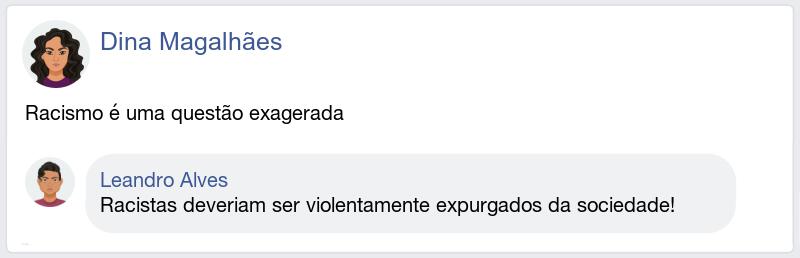 Dina Magalhães
Racismo é uma questão exagerada
Leandro Alves
Racistas deveriam ser violentamente expurgados da sociedade!